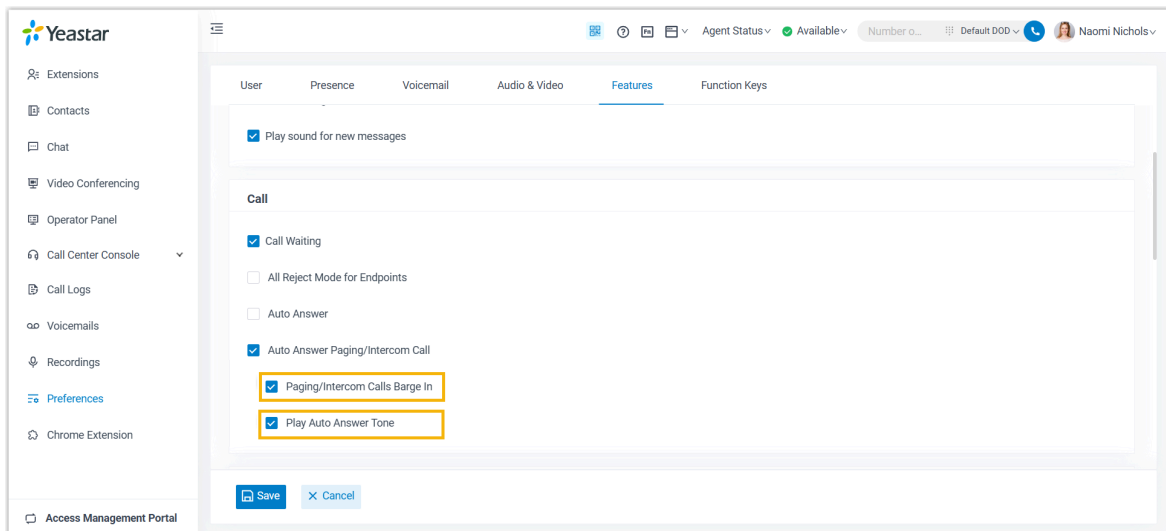 Yeastar
Fn
Agent Status
Available
Number o...
Default DOD
Naomi Nichols
Extensions
Contacts
Chat
Video Conferencing
Operator Panel
Call Center Console
Call Logs
Voicemails
Recordings
Preferences
Chrome Extension
Access Management Portal
User
Presence
Voicemail
Audio & Video
Features
Function Keys
Play sound for new messages
Call
Call Waiting
All Reject Mode for Endpoints
Auto Answer
Auto Answer Paging/Intercom Call
Paging/Intercom Calls Barge In
Play Auto Answer Tone
Save
Cancel